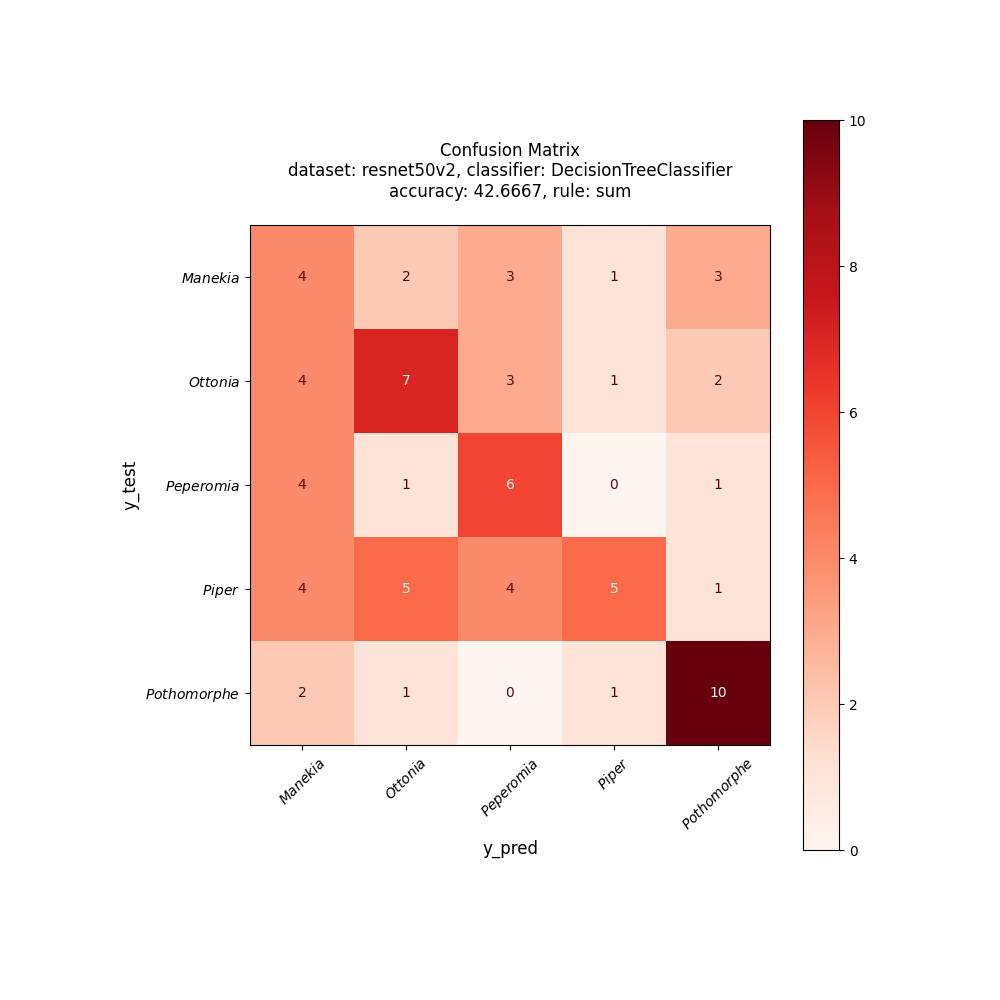 Confusion Matrix
dataset: resnet50v2, classifier: DecisionTreeClassifier
accuracy: 42.6667, rule: sum
Manekia 4 2 3 1 3
Ottonia 4 7 3 1 2
Peperomia 4 1 6 0 1
Piper 4 5 4 5 1
Pothomorphe 2 1 0 1 10
Manekia Ottonia Peperomia Piper Pothomorphe
y_test
y_pred
10
8
6
4
2
0